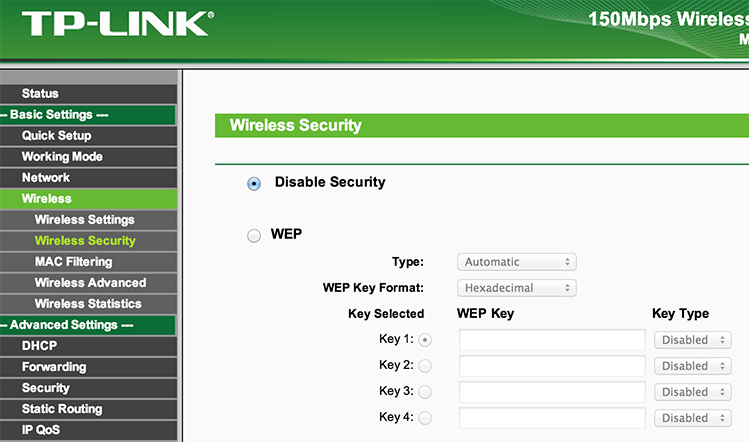 TP-LINK®
150Mbps Wireless
M
Status
-- Basic Settings ---
Quick Setup
Working Mode
Network
Wireless
Wireless Settings
Wireless Security
MAC Filtering
Wireless Advanced
Wireless Statistics
-- Advanced Settings ---
DHCP
Forwarding
Security
Static Routing
IP QoS
Wireless Security
Disable Security
WEP
Type: Automatic
WEP Key Format: Hexadecimal
Key Selected WEP Key Key Type
Key 1: Disabled
Key 2: Disabled
Key 3: Disabled
Key 4: Disabled